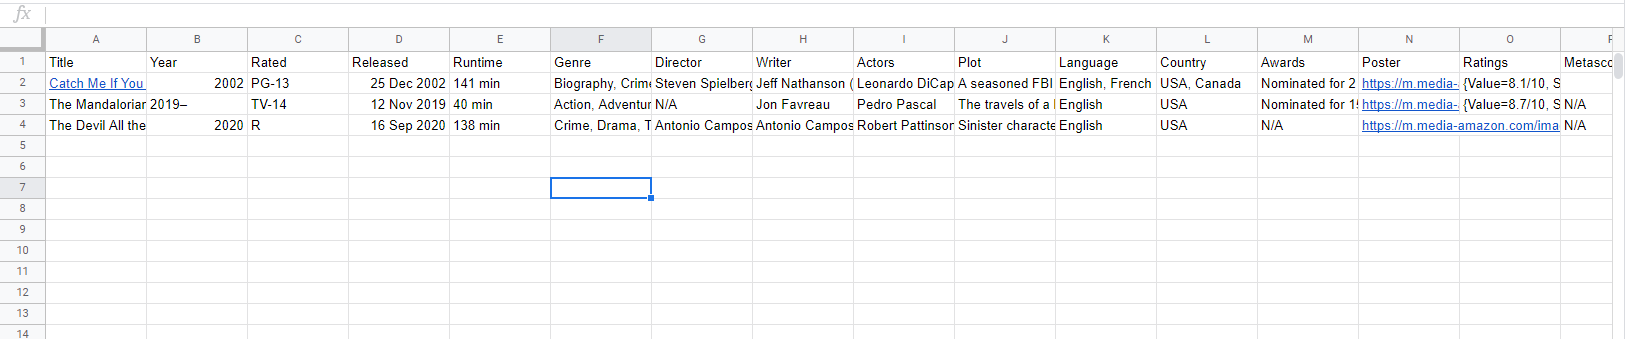 fx
A B C D E F G H I J K L M N O
1 Title Year Rated Released Runtime Genre Director Writer Actors Plot Language Country Awards Poster Ratings Metasco
2 Catch Me If You 2002 PG-13 25 Dec 2002 141 min Biography, Crime Steven Spielberg Jeff Nathanson ( Leonardo DiCap A seasoned FBI English, French USA, Canada Nominated for 2 https://m.media- {Value=8.1/10, S
3 The Mandalorian 2019– TV-14 12 Nov 2019 40 min Action, Adventur N/A Jon Favreau Pedro Pascal The travels of a l English USA Nominated for 1 https://m.media- {Value=8.7/10, S N/A
4 The Devil All the 2020 R 16 Sep 2020 138 min Crime, Drama, T Antonio Campos Antonio Campos Robert Pattinson Sinister characte English USA N/A https://m.media-amazon.com/ima N/A
5
6
7
8
9
10
11
12
13
14